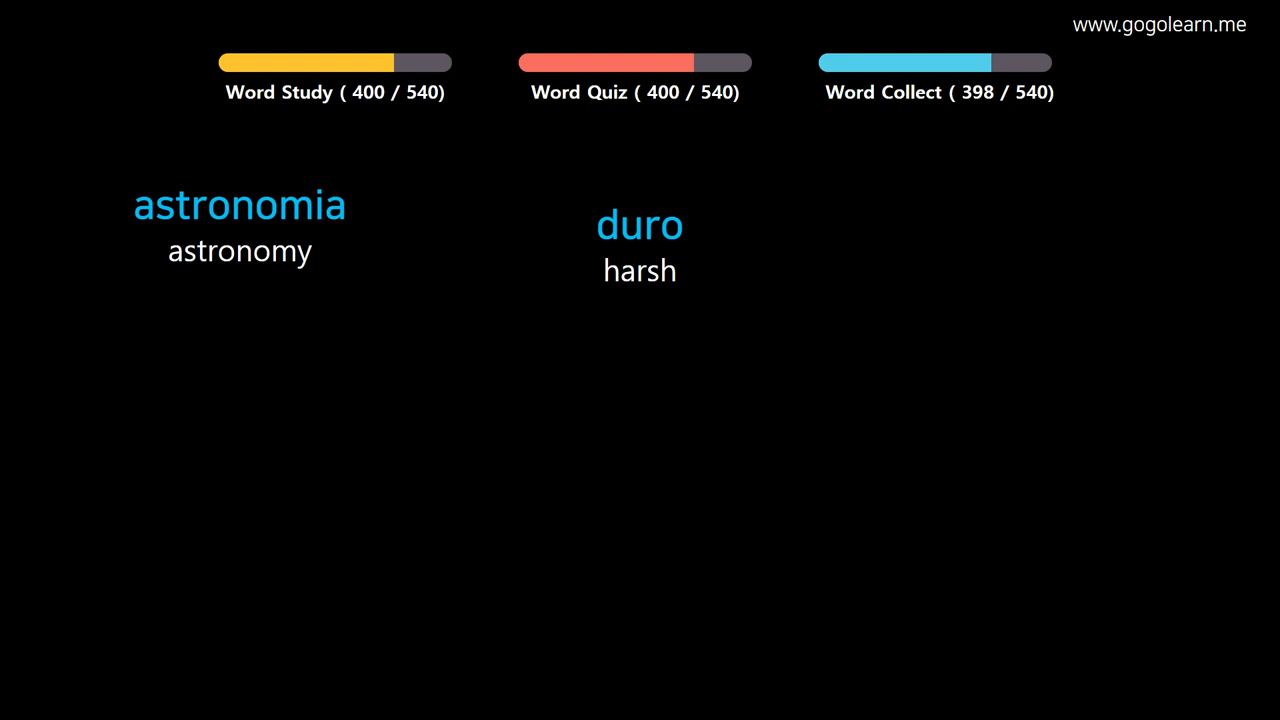 www.gogolearn.me
Word Study ( 400 / 540)
Word Quiz ( 400 / 540)
Word Collect ( 398 / 540)
astronomia
astronomy
duro
harsh